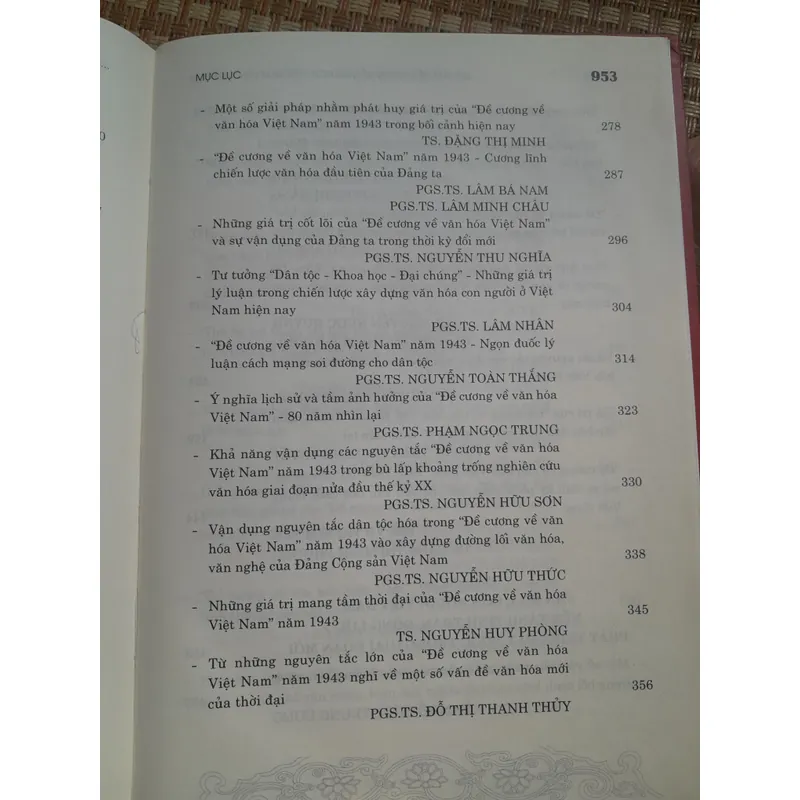 MỤC LỤC 953
- Một số giải pháp nhằm phát huy giá trị của “Đề cương về
văn hóa Việt Nam” năm 1943 trong bối cảnh hiện nay 278
TS. ĐẶNG THỊ MINH
- “Đề cương về văn hóa Việt Nam” năm 1943 - Cương lĩnh
chiến lược văn hóa đầu tiên của Đảng ta 287
PGS.TS. LÂM BÁ NAM
PGS.TS. LÂM MINH CHÂU
- Những giá trị cốt lõi của “Đề cương về văn hóa Việt Nam”
và sự vận dụng của Đảng ta trong thời kỳ đổi mới 296
PGS.TS. NGUYỄN THU NGHĨA
- Tư tưởng “Dân tộc - Khoa học - Đại chúng” - Những giá trị
lý luận trong chiến lược xây dựng văn hóa con người ở Việt
Nam hiện nay 304
PGS.TS. LÂM NHÂN
- “Đề cương về văn hóa Việt Nam” năm 1943 - Ngọn đuốc lý
luận cách mạng soi đường cho dân tộc 314
PGS.TS. NGUYỄN TOÀN THẮNG
- Ý nghĩa lịch sử và tầm ảnh hưởng của “Đề cương về văn hóa
Việt Nam” - 80 năm nhìn lại 323
PGS.TS. PHẠM NGỌC TRUNG
- Khả năng vận dụng các nguyên tắc “Đề cương về văn hóa
Việt Nam” năm 1943 trong bù lấp khoảng trống nghiên cứu
văn hóa giai đoạn nửa đầu thế kỷ XX 330
PGS.TS. NGUYỄN HỮU SƠN
- Vận dụng nguyên tắc dân tộc hóa trong “Đề cương về văn
hóa Việt Nam” năm 1943 vào xây dựng đường lối văn hóa,
văn nghệ của Đảng Cộng sản Việt Nam 338
PGS.TS. NGUYỄN HỮU THỨC
- Những giá trị mang tầm thời đại của “Đề cương về văn hóa
Việt Nam” năm 1943 345
TS. NGUYỄN HUY PHÒNG
- Từ những nguyên tắc lớn của “Đề cương về văn hóa
Việt Nam” năm 1943 nghĩ về một số vấn đề văn hóa mới
của thời đại 356
PGS.TS. ĐỖ THỊ THANH THỦY